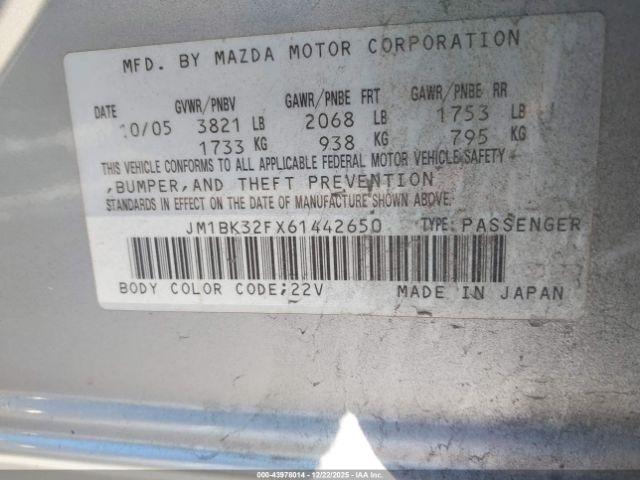 MFD. BY MAZDA MOTOR CORPORATION
DATE GVWR/PNBV GAWR/PNBE FRT GAWR/PNBE RR
10/05 3821 LB 2068 LB 1753 LB
1733 KG 938 KG 795 KG
THIS VEHICLE CONFORMS TO ALL APPLICABLE FEDERAL MOTOR VEHICLE SAFETY
,BUMPER,AND THEFT PREVENTION
STANDARDS IN EFFECT ON THE DATE OF MANUFACTURE SHOWN ABOVE.
JM1BK32FX61442650 TYPE: PASSENGER
BODY COLOR CODE;22V MADE IN JAPAN
000-43978014 - 12/22/2025 - IAAI.COM